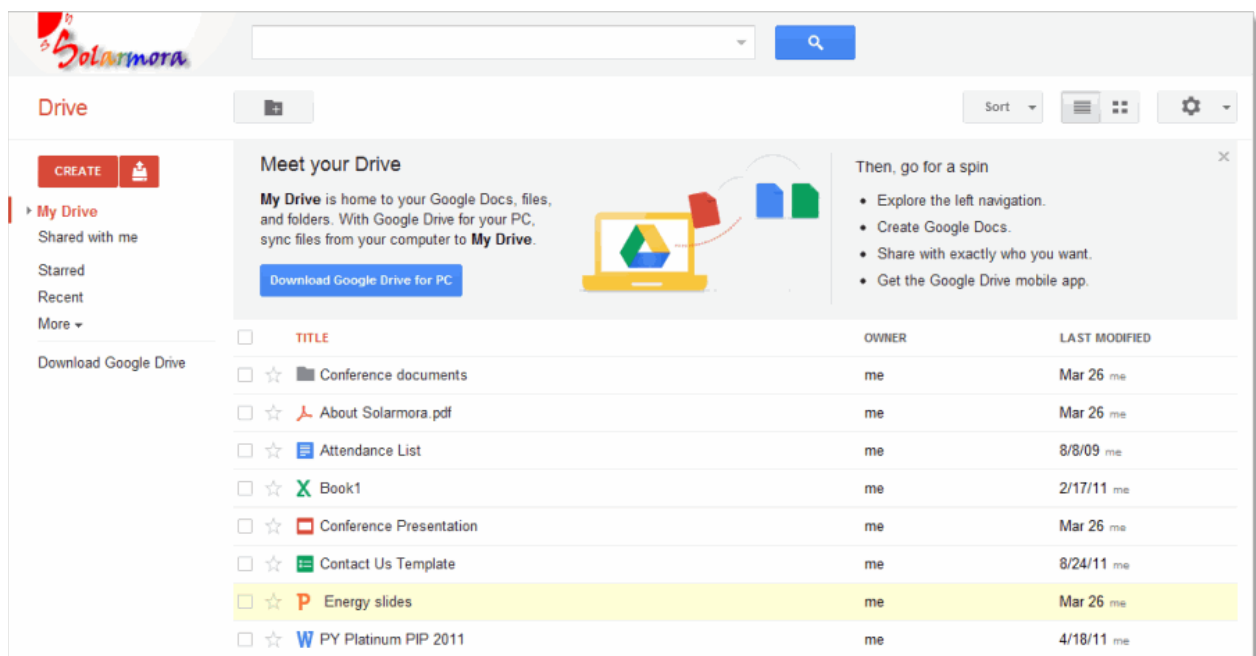 Solarmora
Drive
Sort
CREATE
My Drive
Shared with me
Starred
Recent
More
Download Google Drive
Meet your Drive
My Drive is home to your Google Docs, files,
and folders. With Google Drive for your PC,
sync files from your computer to My Drive.
Download Google Drive for PC
Then, go for a spin
• Explore the left navigation.
• Create Google Docs.
• Share with exactly who you want.
• Get the Google Drive mobile app.
TITLE OWNER LAST MODIFIED
Conference documents me Mar 26 me
About Solarmora.pdf me Mar 26 me
Attendance List me 8/8/09 me
Book1 me 2/17/11 me
Conference Presentation me Mar 26 me
Contact Us Template me 8/24/11 me
Energy slides me Mar 26 me
PY Platinum PIP 2011 me 4/18/11 me